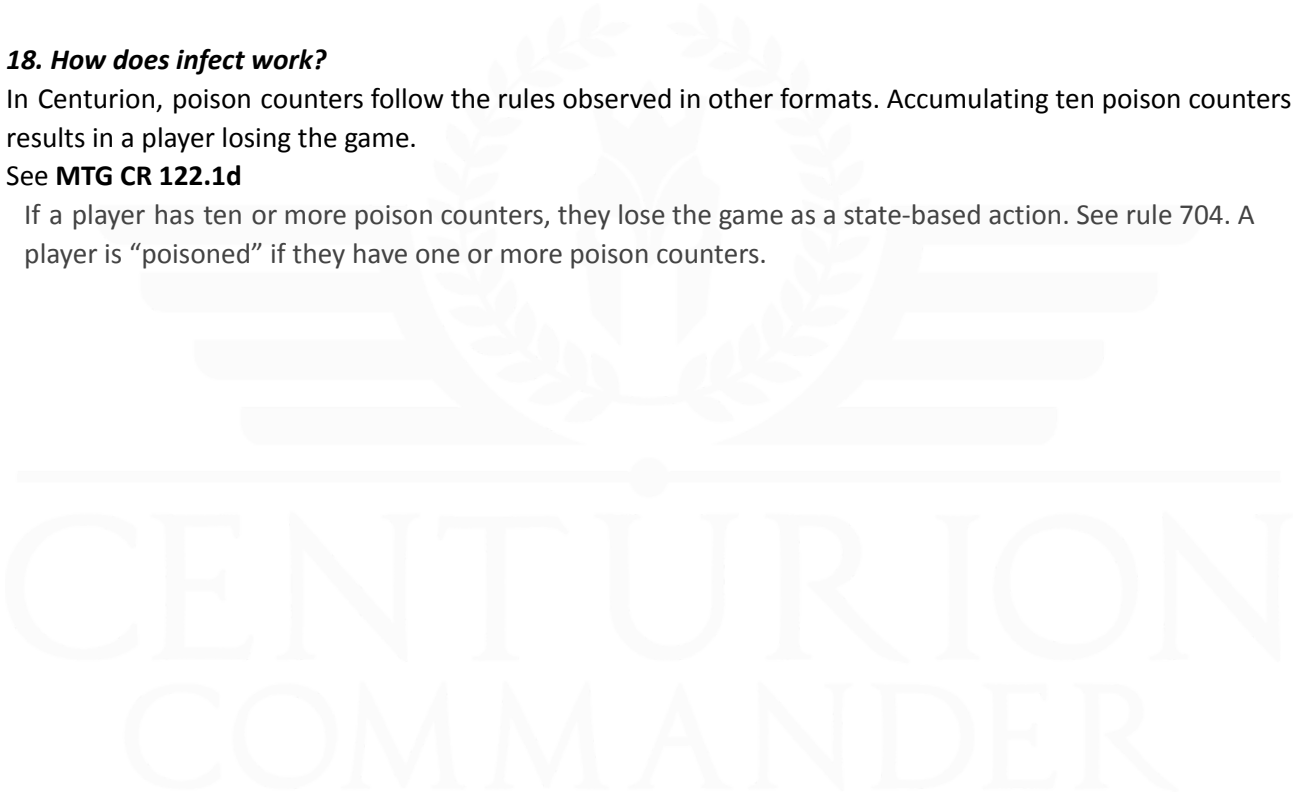 18. How does infect work?
In Centurion, poison counters follow the rules observed in other formats. Accumulating ten poison counters
results in a player losing the game.
See MTG CR 122.1d
If a player has ten or more poison counters, they lose the game as a state-based action. See rule 704. A
player is “poisoned” if they have one or more poison counters.
CENTURION
COMMANDER